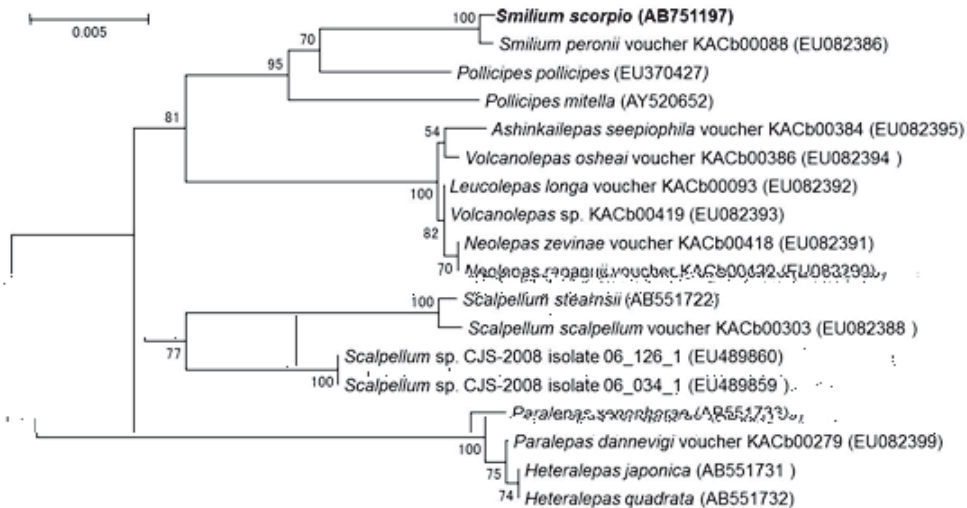 0.005
100
Smilium scorpio (AB751197)
Smilium peronii voucher KACb00088 (EU082386)
70
Pollicipes pollicipes (EU370427)
95
Pollicipes mitella (AY520652)
81
54
Ashinkailepas seepiophila voucher KACb00384 (EU082395)
Volcanolepas osheai voucher KACb00386 (EU082394 )
100
Leucolepas longa voucher KACb00093 (EU082392)
Volcanolepas sp. KACb00419 (EU082393)
82
Neolepas zevinae voucher KACb00418 (EU082391)
70
Neolepas voucher
100
Scalpellum stearnsii (AB551722)
Scalpellum scalpellum voucher KACb00303 (EU082388 )
77
Scalpellum sp. CJS-2008 isolate 06_126_1 (EU489860)
100
Scalpellum sp. CJS-2008 isolate 06_034_1 (EU489859 )
Paralepas
100
Paralepas dannevigi voucher KACb00279 (EU082399)
75
Heteralepas japonica (AB551731 )
74
Heteralepas quadrata (AB551732)